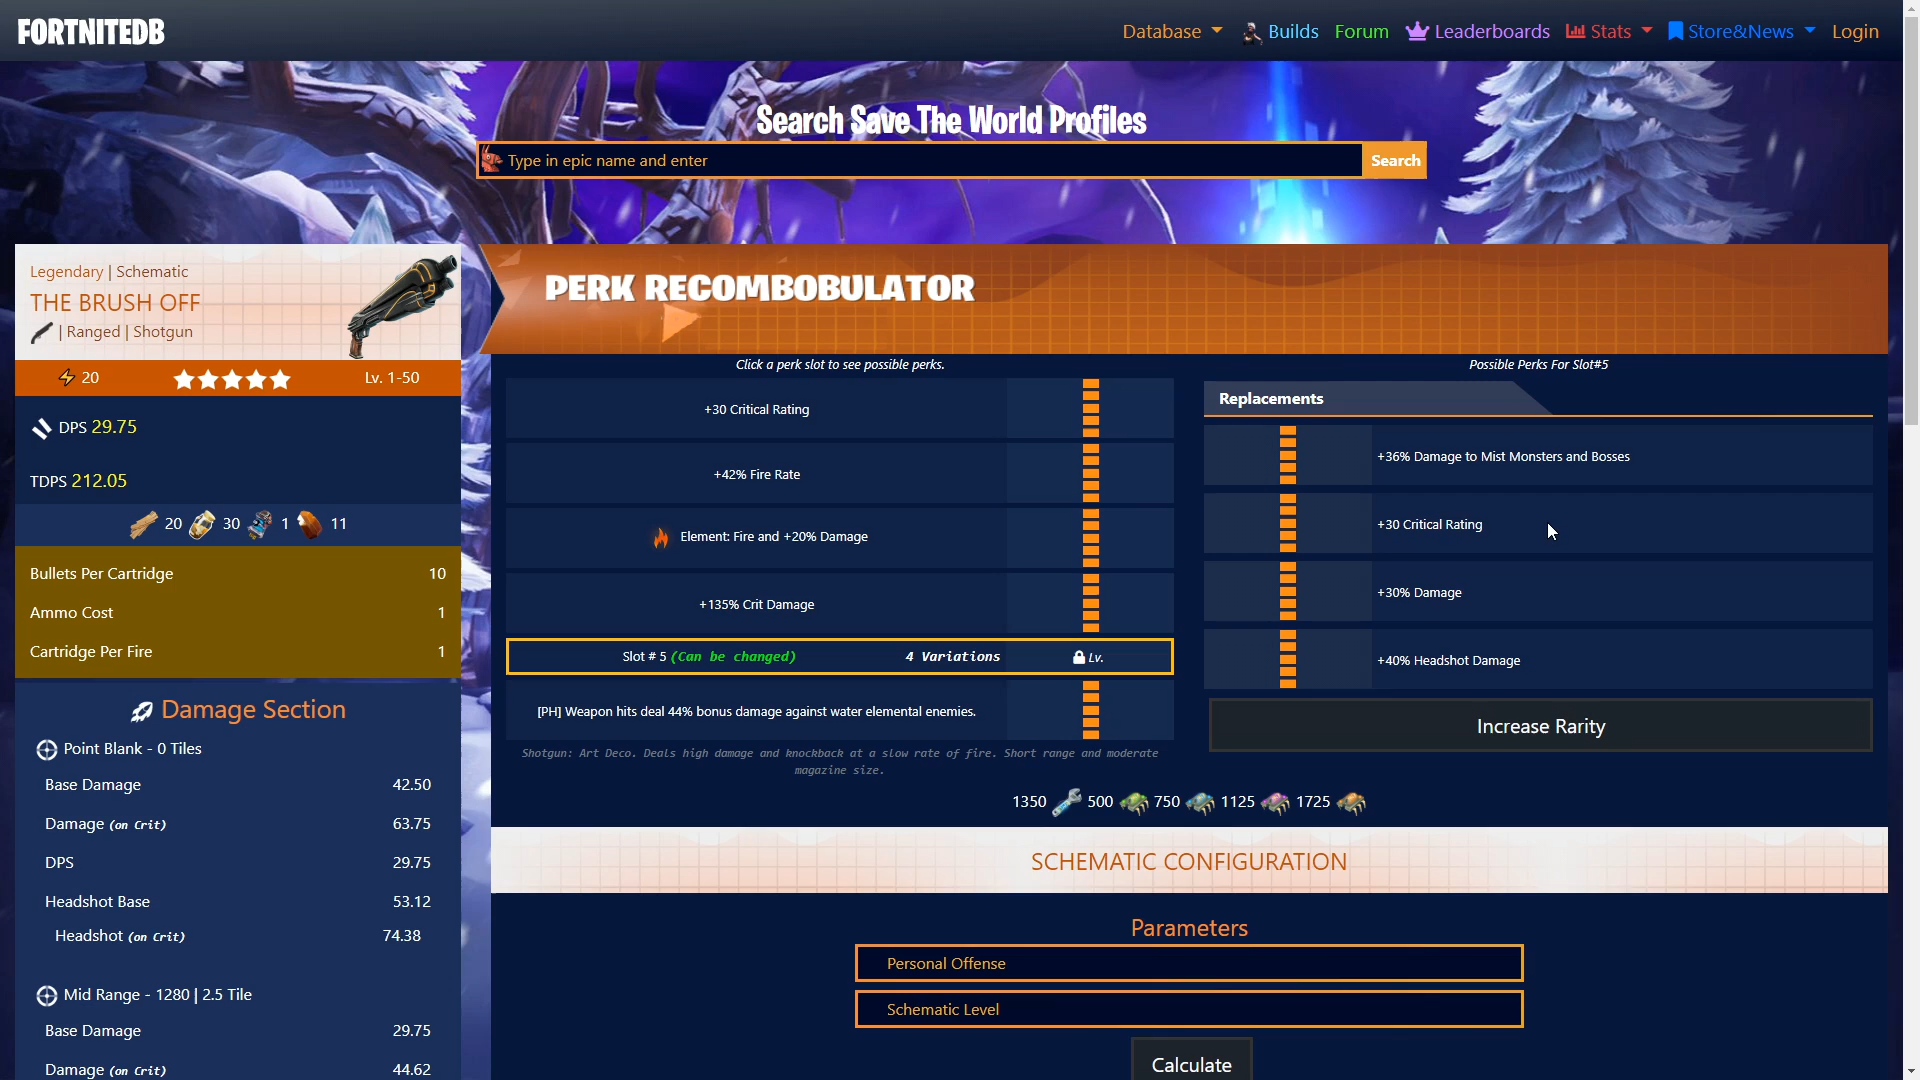 FORTNITEDB
Database
Builds
Forum
Leaderboards
Stats
Store&News
Login
Search Save The World Profiles
Type in epic name and enter
Search
Legendary | Schematic
THE BRUSH OFF
| Ranged | Shotgun
20
Lv. 1-50
DPS 29.75
TDPS 212.05
20 30 1 11
Bullets Per Cartridge 10
Ammo Cost 1
Cartridge Per Fire 1
Damage Section
Point Blank - 0 Tiles
Base Damage 42.50
Damage (on Crit) 63.75
DPS 29.75
Headshot Base 53.12
Headshot (on Crit) 74.38
Mid Range - 1280 | 2.5 Tile
Base Damage 29.75
Damage (on Crit) 44.62
PERK RECOMBOBULATOR
Click a perk slot to see possible perks.
+30 Critical Rating
+42% Fire Rate
Element: Fire and +20% Damage
+135% Crit Damage
Slot # 5 (Can be changed) 4 Variations Lv.
[PH] Weapon hits deal 44% bonus damage against water elemental enemies.
Shotgun: Art Deco. Deals high damage and knockback at a slow rate of fire. Short range and moderate
magazine size.
Possible Perks For Slot#5
Replacements
+36% Damage to Mist Monsters and Bosses
+30 Critical Rating
+30% Damage
+40% Headshot Damage
Increase Rarity
1350 500 750 1125 1725
SCHEMATIC CONFIGURATION
Parameters
Personal Offense
Schematic Level
Calculate